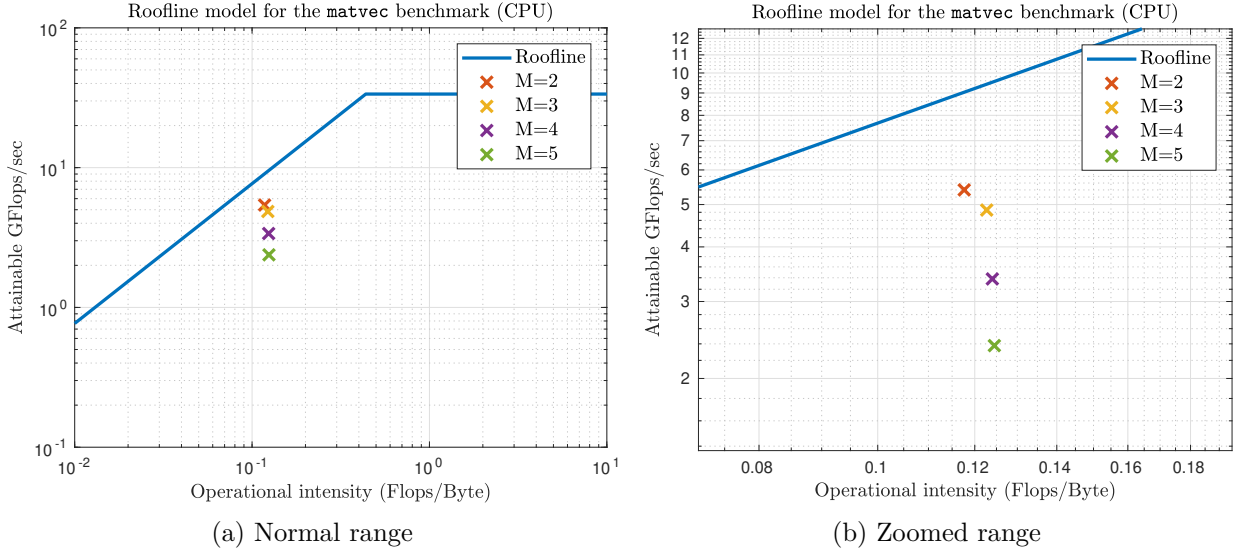 Roofline model for the matvec benchmark (CPU)
10^2
10^1
10^0
10^-1
10^-2
10^-1
10^0
10^1
Attainable GFlops/sec
Operational intensity (Flops/Byte)
Roofline
M=2
M=3
M=4
M=5
(a) Normal range
Roofline model for the matvec benchmark (CPU)
12
10
9
8
7
6
5
4
3
2
0.08
0.1
0.12
0.14
0.16
0.18
Attainable GFlops/sec
Operational intensity (Flops/Byte)
Roofline
M=2
M=3
M=4
M=5
(b) Zoomed range